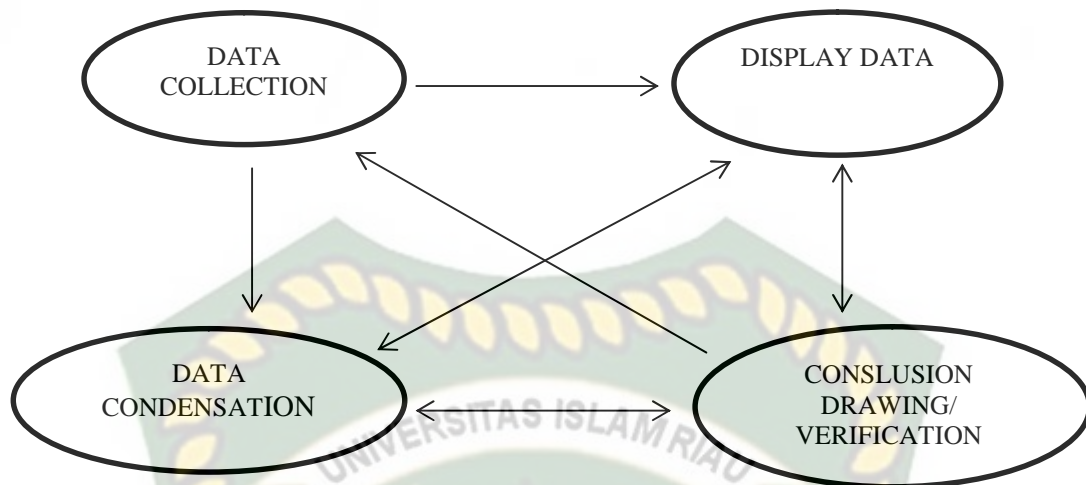 DATA
COLLECTION
DISPLAY DATA
DATA
CONDENSATION
CONSLUSION
DRAWING/
VERIFICATION
UNIVERSITAS ISLAM RIAU